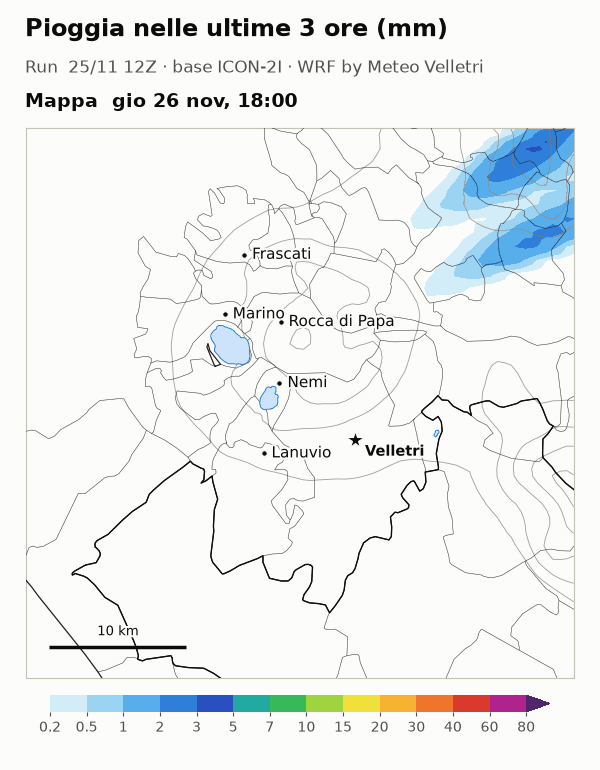 Pioggia nelle ultime 3 ore (mm)
Run 25/11 12Z · base ICON-2I · WRF by Meteo Velletri
Mappa gio 26 nov, 18:00
Frascati
Marino
Rocca di Papa
Nemi
Velletri
Lanuvio
10 km
0.2 0.5 1 2 3 5 7 10 15 20 30 40 60 80